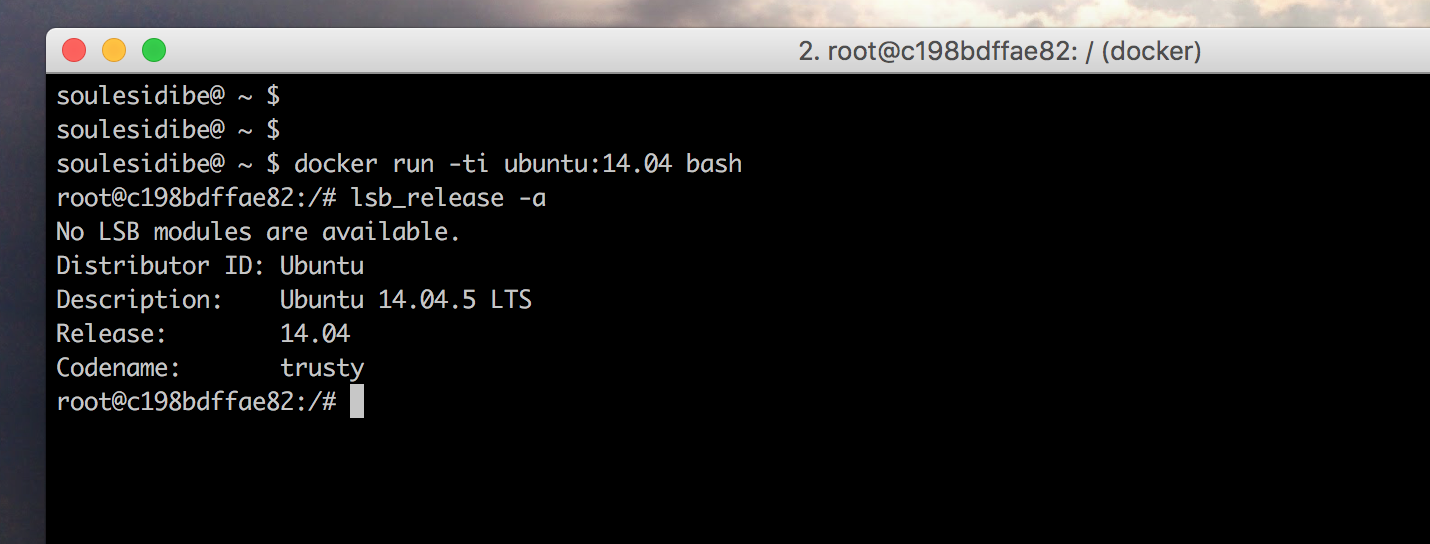 2. root@c198bdffae82: / (docker)
soulesidibe@ ~ $
soulesidibe@ ~ $
soulesidibe@ ~ $ docker run -ti ubuntu:14.04 bash
root@c198bdffae82:/# lsb_release -a
No LSB modules are available.
Distributor ID: Ubuntu
Description:    Ubuntu 14.04.5 LTS
Release:        14.04
Codename:       trusty
root@c198bdffae82:/#